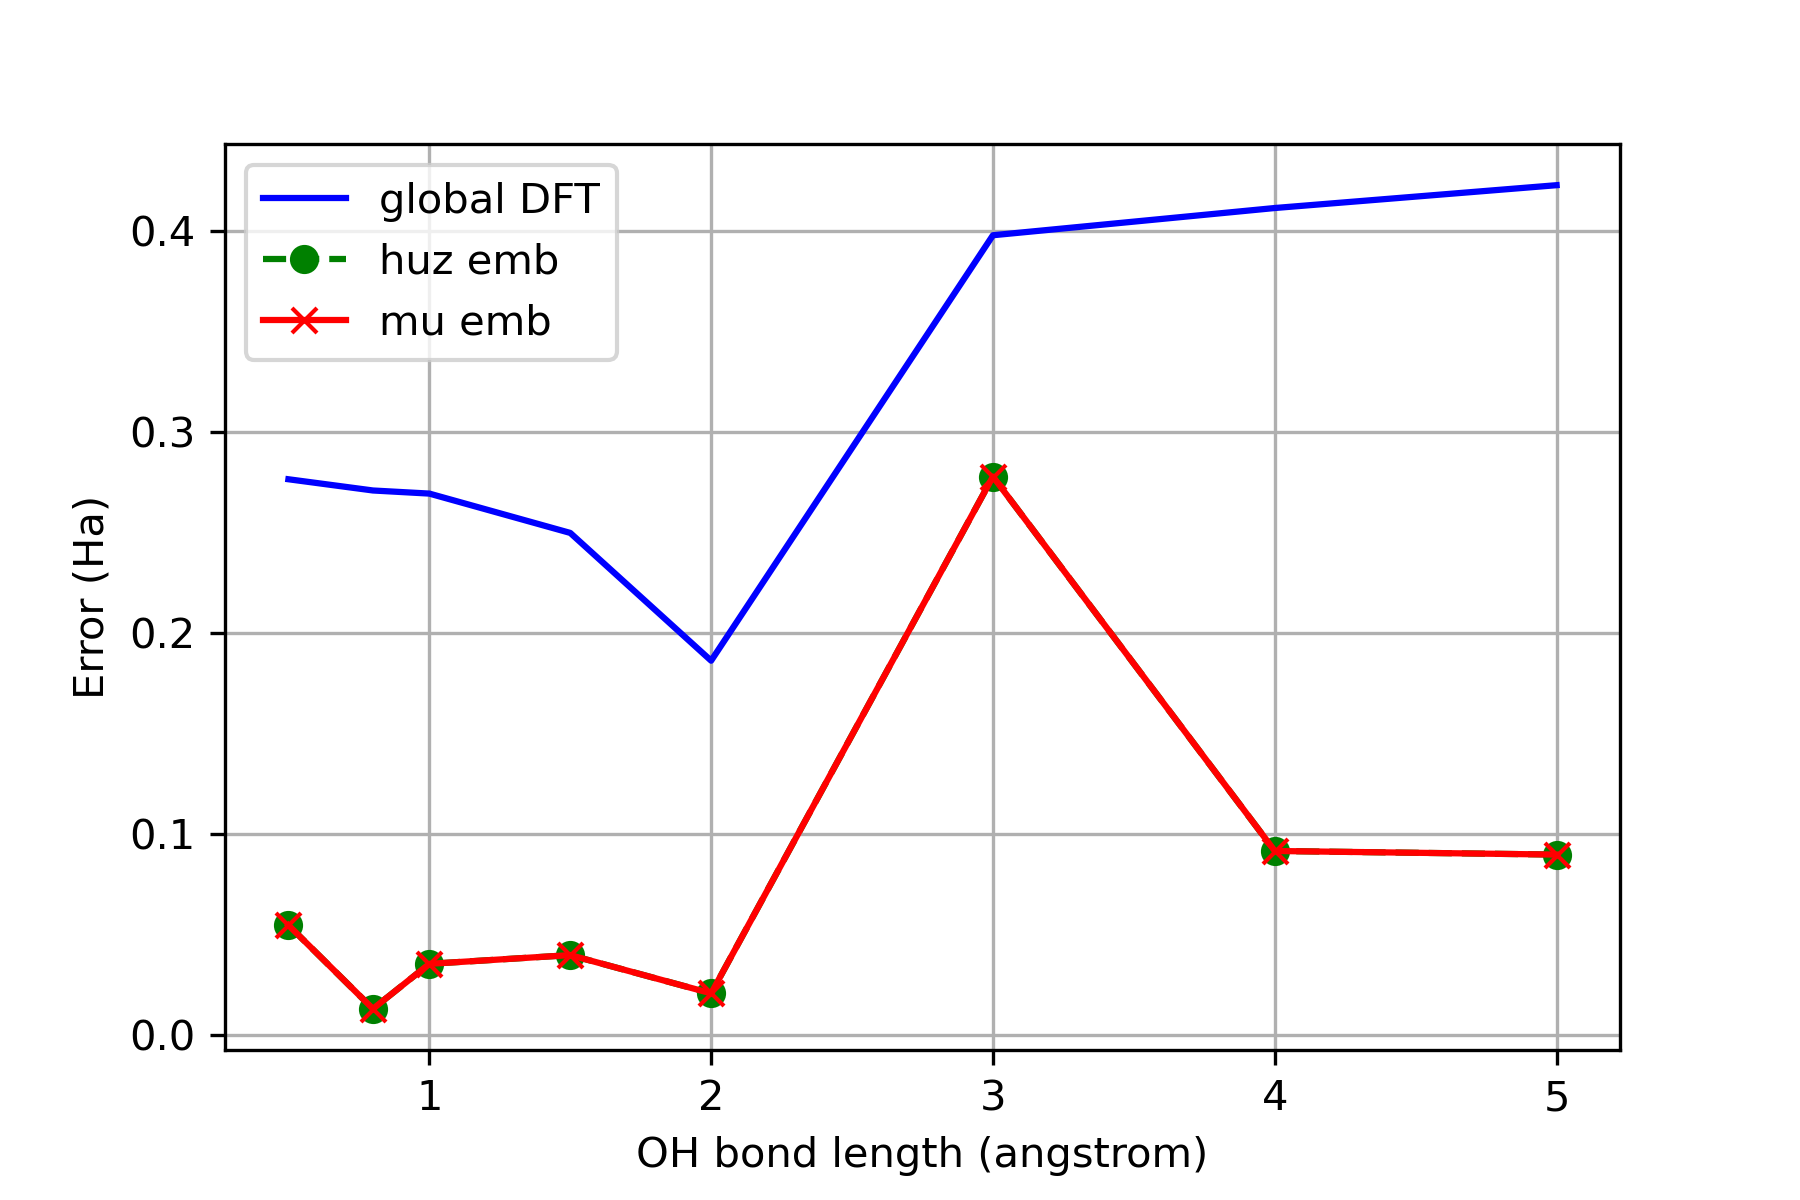 global DFT
huz emb
mu emb
0.4
0.3
0.2
0.1
0.0
Error (Ha)
1 2 3 4 5
OH bond length (angstrom)